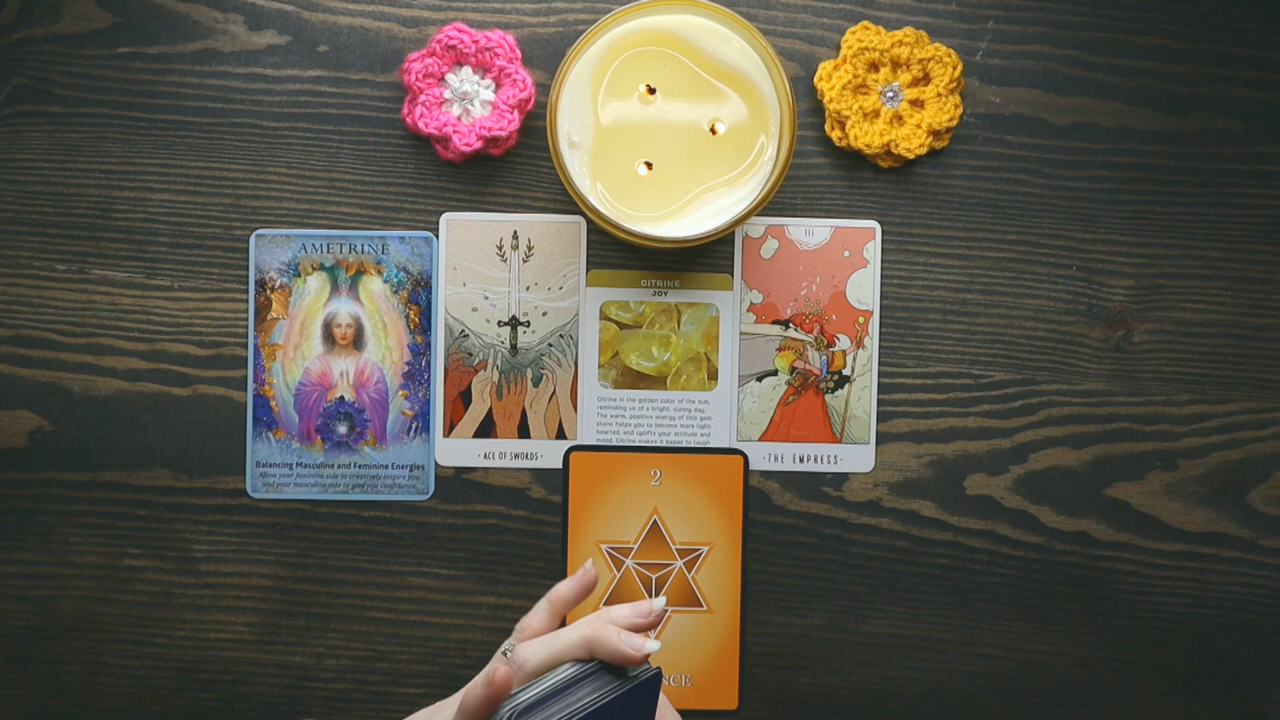 AMETRINE
Balancing Masculine and Feminine Energies
Allow your feminine side to creatively inspire you
and your masculine side to give you confidence.
· ACE OF SWORDS ·
CITRINE
JOY
Citrine is the golden color of the sun,
reminding us of a bright, sunny day.
The warm, positive energy of this gem-
stone helps you to become more light-
hearted, and uplifts your attitude and
mood. Citrine makes it easier to laugh
III
· THE EMPRESS ·
2
NCE